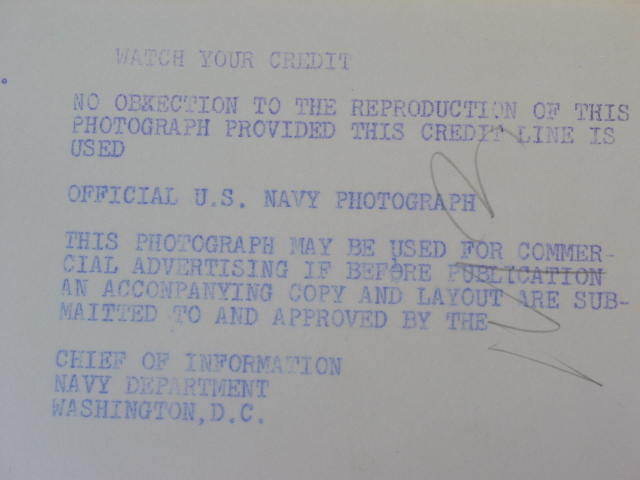 WATCH YOUR CREDIT
NO OBKECTION TO THE REPRODUCTION OF THIS
PHOTOGRAPH PROVIDED THIS CREDIT LINE IS
USED
OFFICIAL U.S. NAVY PHOTOGRAPH
THIS PHOTOGRAPH MAY BE USED FOR COMMER-
CIAL ADVERTISING IF BEFORE PUBLICATION
AN ACCOMPANYING COPY AND LAYOUT ARE SUB-
MAITTED TO AND APPROVED BY THE
CHIEF OF INFORMATION
NAVY DEPARTMENT
WASHINGTON,D.C.